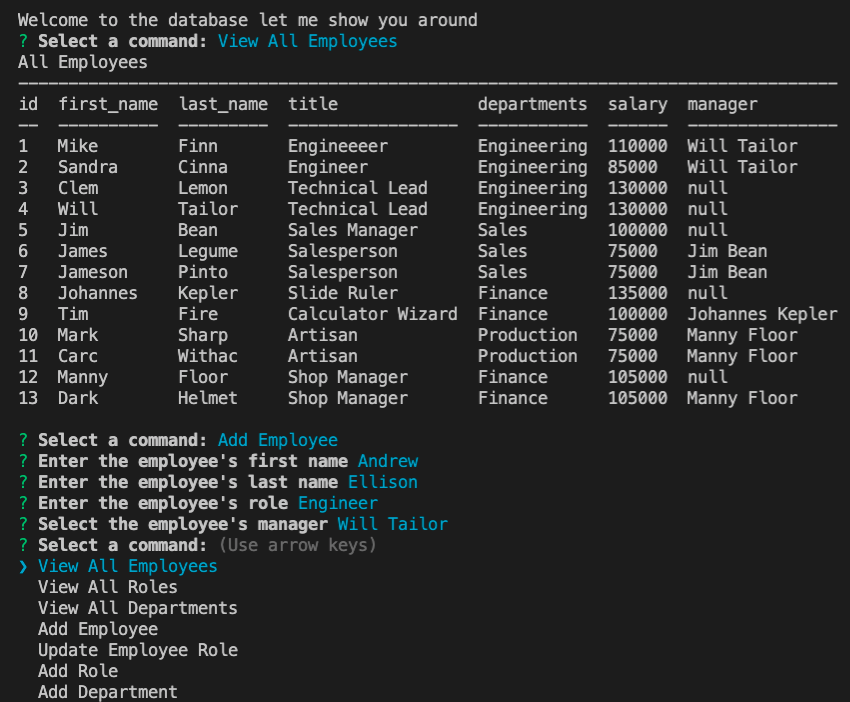 Welcome to the database let me show you around
? Select a command: View All Employees
All Employees
----------------------------------------------------------------------------------
id  first_name  last_name  title              departments  salary  manager
--  ----------  ---------  -----------------  -----------  ------  ---------------
1   Mike        Finn       Engineeeer         Engineering  110000  Will Tailor
2   Sandra      Cinna      Engineer           Engineering  85000   Will Tailor
3   Clem        Lemon      Technical Lead     Engineering  130000  null
4   Will        Tailor     Technical Lead     Engineering  130000  null
5   Jim         Bean       Sales Manager      Sales        100000  null
6   James       Legume     Salesperson        Sales        75000   Jim Bean
7   Jameson     Pinto      Salesperson        Sales        75000   Jim Bean
8   Johannes    Kepler     Slide Ruler        Finance      135000  null
9   Tim         Fire       Calculator Wizard  Finance      100000  Johannes Kepler
10  Mark        Sharp      Artisan            Production   75000   Manny Floor
11  Carc        Withac     Artisan            Production   75000   Manny Floor
12  Manny       Floor      Shop Manager       Finance      105000  null
13  Dark        Helmet     Shop Manager       Finance      105000  Manny Floor
? Select a command: Add Employee
? Enter the employee's first name Andrew
? Enter the employee's last name Ellison
? Enter the employee's role Engineer
? Select the employee's manager Will Tailor
? Select a command: (Use arrow keys)
❯ View All Employees
  View All Roles
  View All Departments
  Add Employee
  Update Employee Role
  Add Role
  Add Department